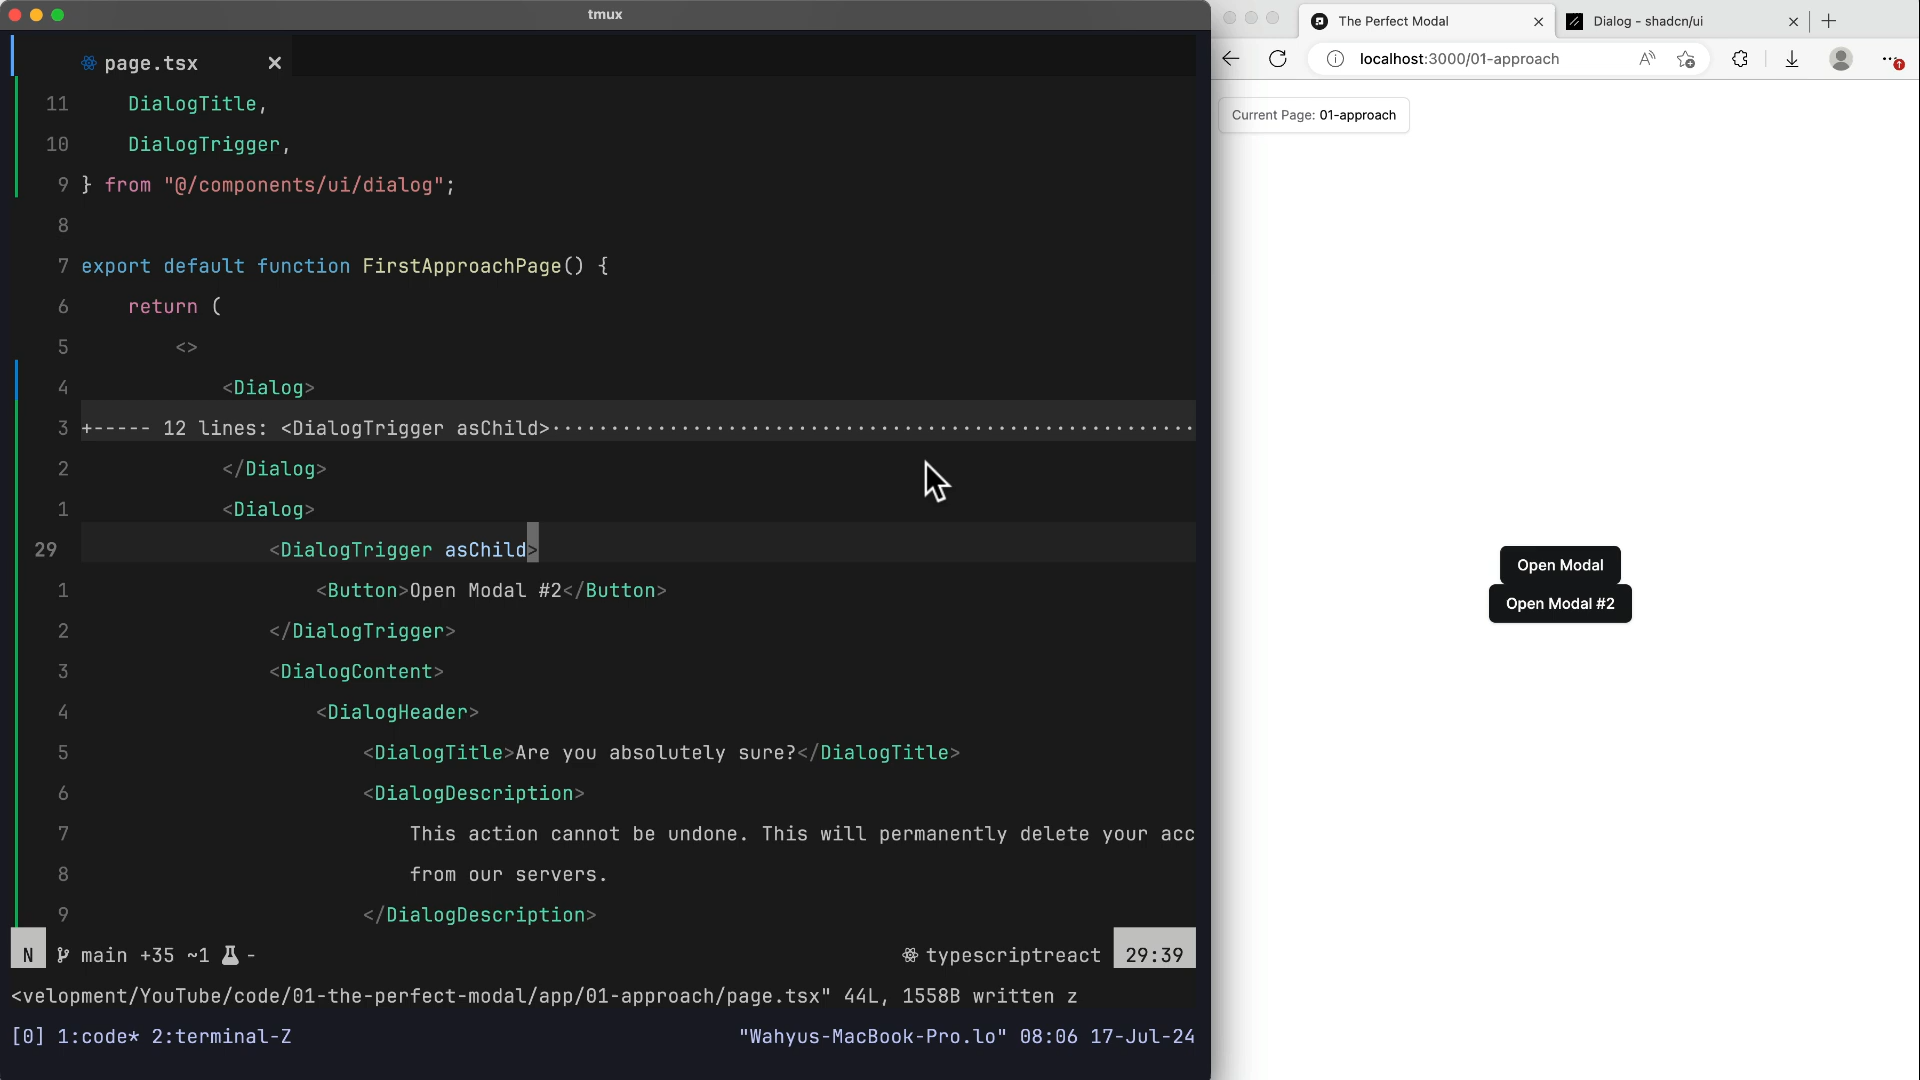 tmux
page.tsx
11 DialogTitle,
10 DialogTrigger,
9 } from "@/components/ui/dialog";
8
7 export default function FirstApproachPage() {
6 return (
5 <>
4 <Dialog>
3 +----- 12 lines: <DialogTrigger asChild>·······················································
2 </Dialog>
1 <Dialog>
29 <DialogTrigger asChild>
1 <Button>Open Modal #2</Button>
2 </DialogTrigger>
3 <DialogContent>
4 <DialogHeader>
5 <DialogTitle>Are you absolutely sure?</DialogTitle>
6 <DialogDescription>
7 This action cannot be undone. This will permanently delete your acc
8 from our servers.
9 </DialogDescription>
N main +35 ~1 - typescriptreact 29:39
<velopment/YouTube/code/01-the-perfect-modal/app/01-approach/page.tsx" 44L, 1558B written z
[0] 1:code* 2:terminal-Z "Wahyus-MacBook-Pro.lo" 08:06 17-Jul-24
The Perfect Modal
Dialog - shadcn/ui
localhost:3000/01-approach
Current Page: 01-approach
Open Modal
Open Modal #2